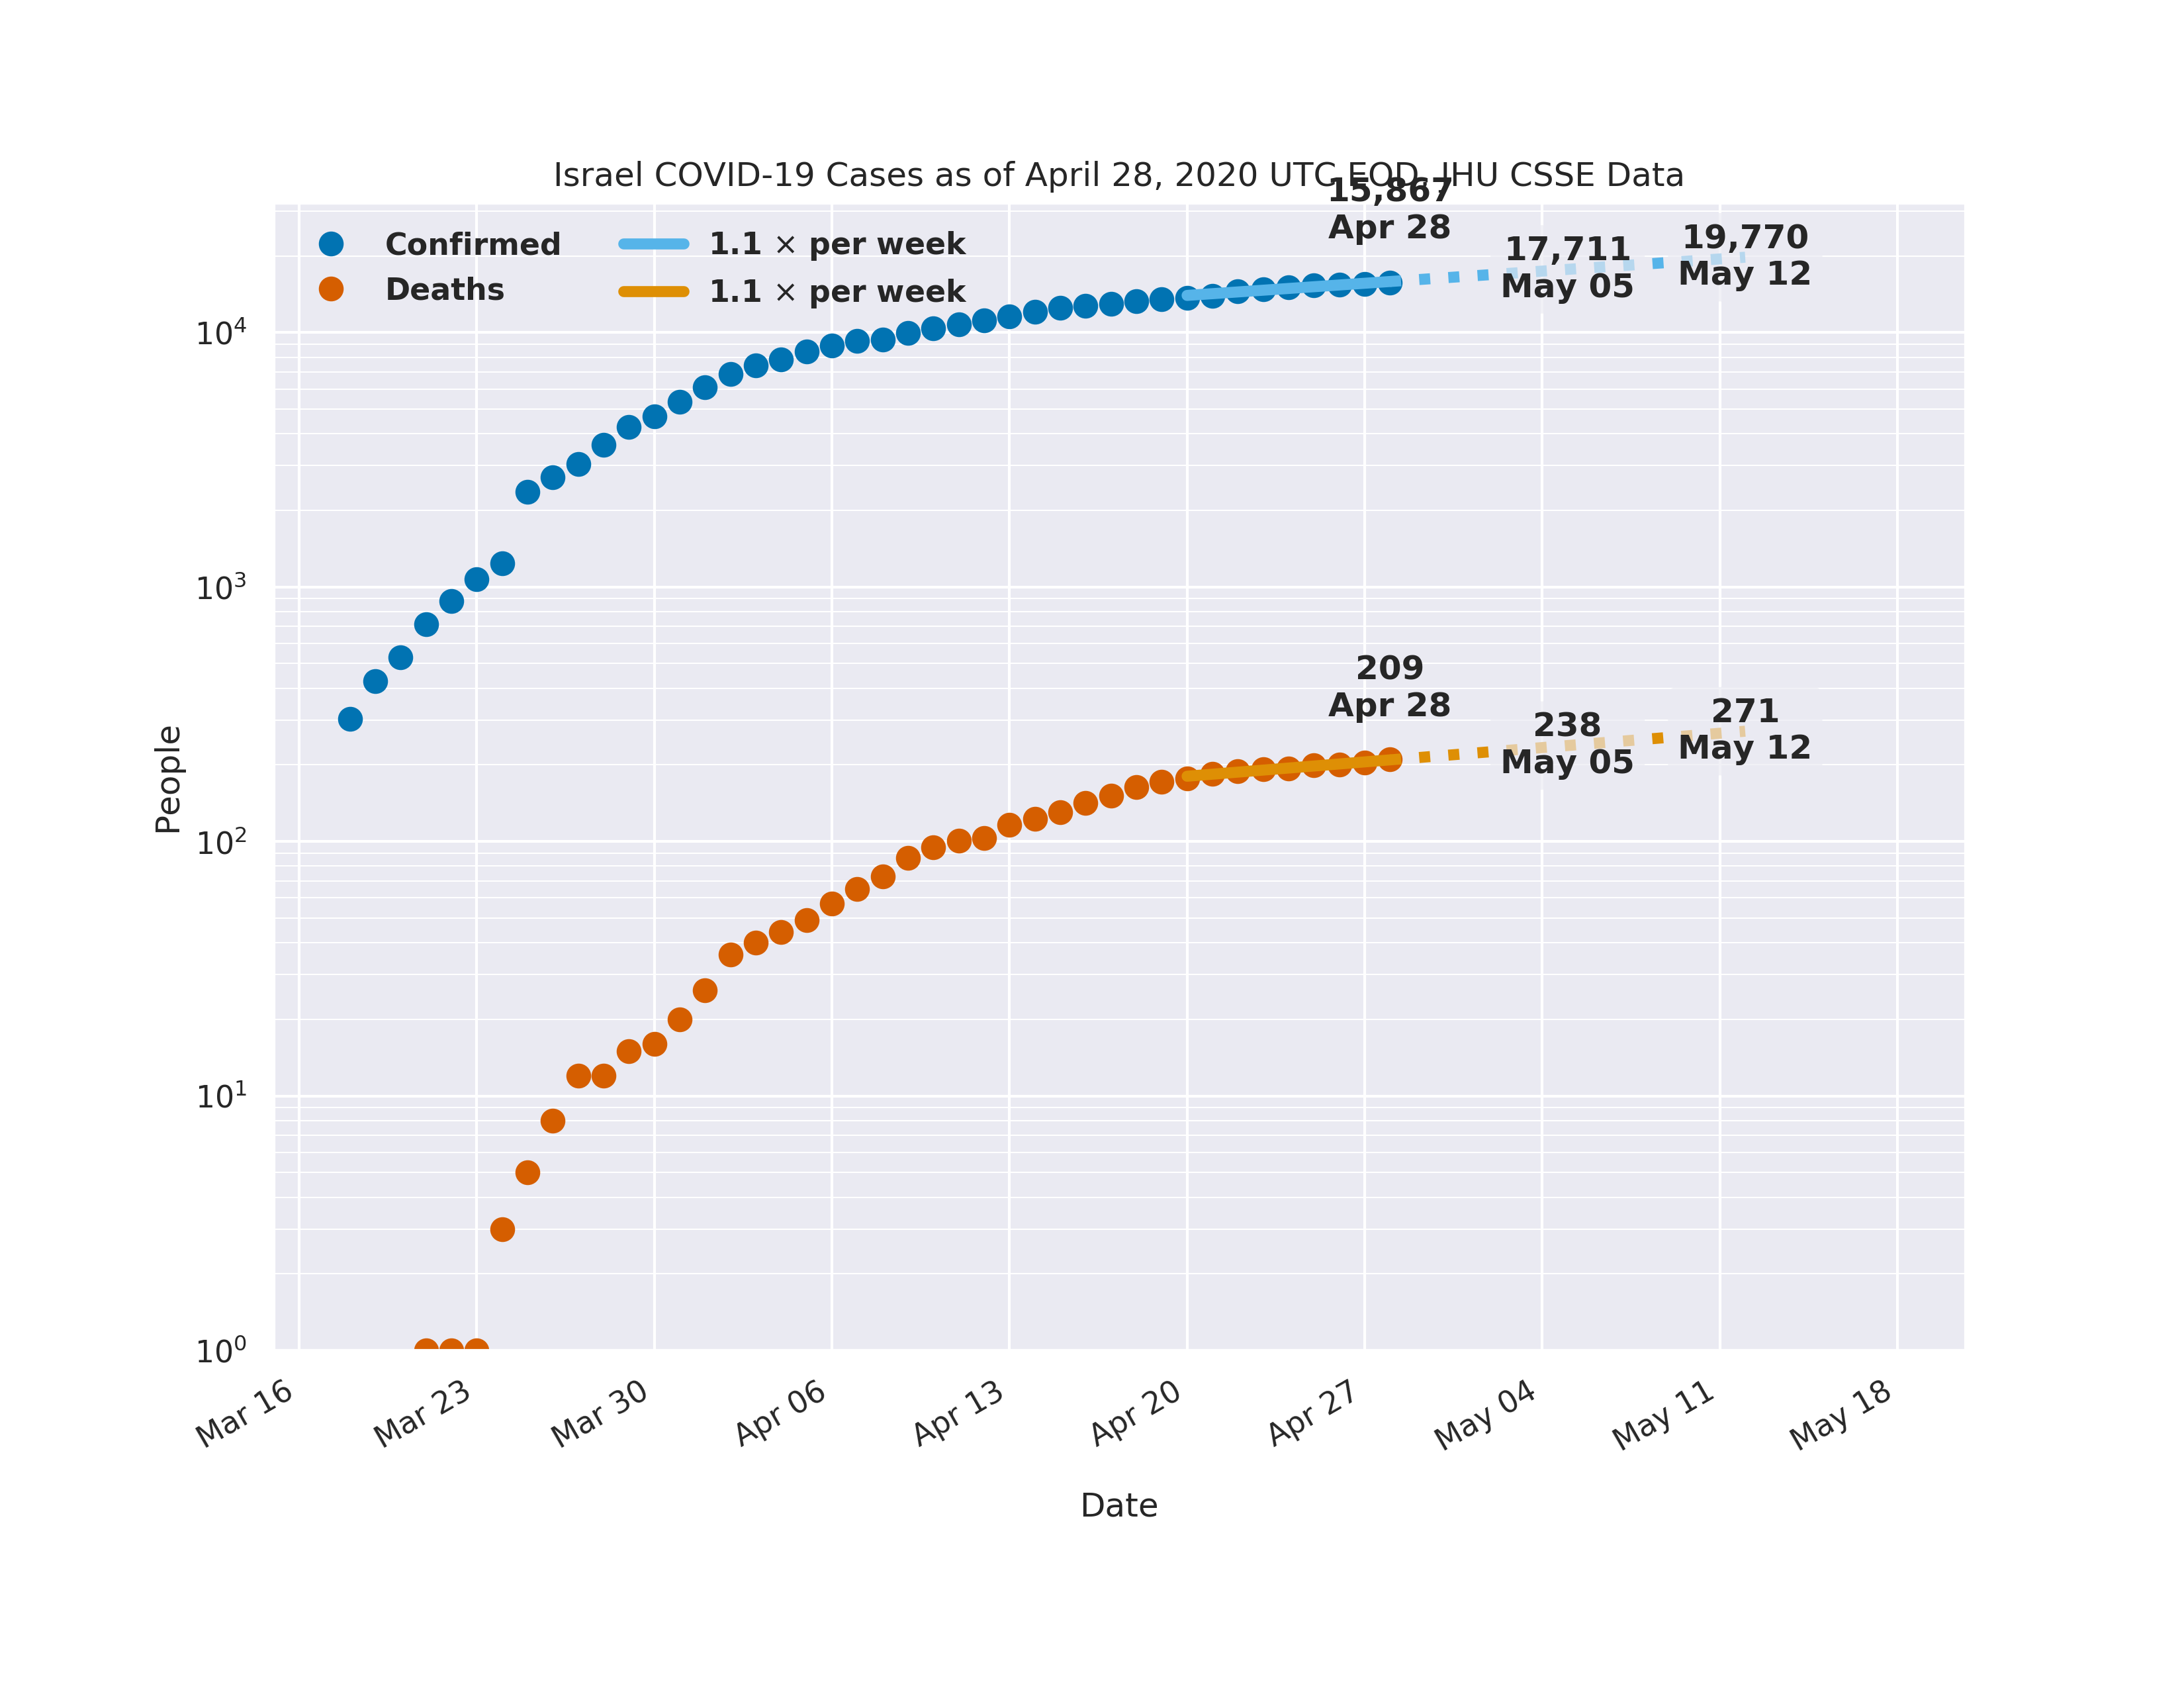 Israel COVID-19 Cases as of April 28, 2020 UTC EOD, JHU CSSE Data
15,867
Apr 28
17,711
May 05
19,770
May 12
Confirmed
Deaths
1.1 × per week
1.1 × per week
209
Apr 28
238
May 05
271
May 12
People
10⁴
10³
10²
10¹
10⁰
Mar 16
Mar 23
Mar 30
Apr 06
Apr 13
Apr 20
Apr 27
May 04
May 11
May 18
Date